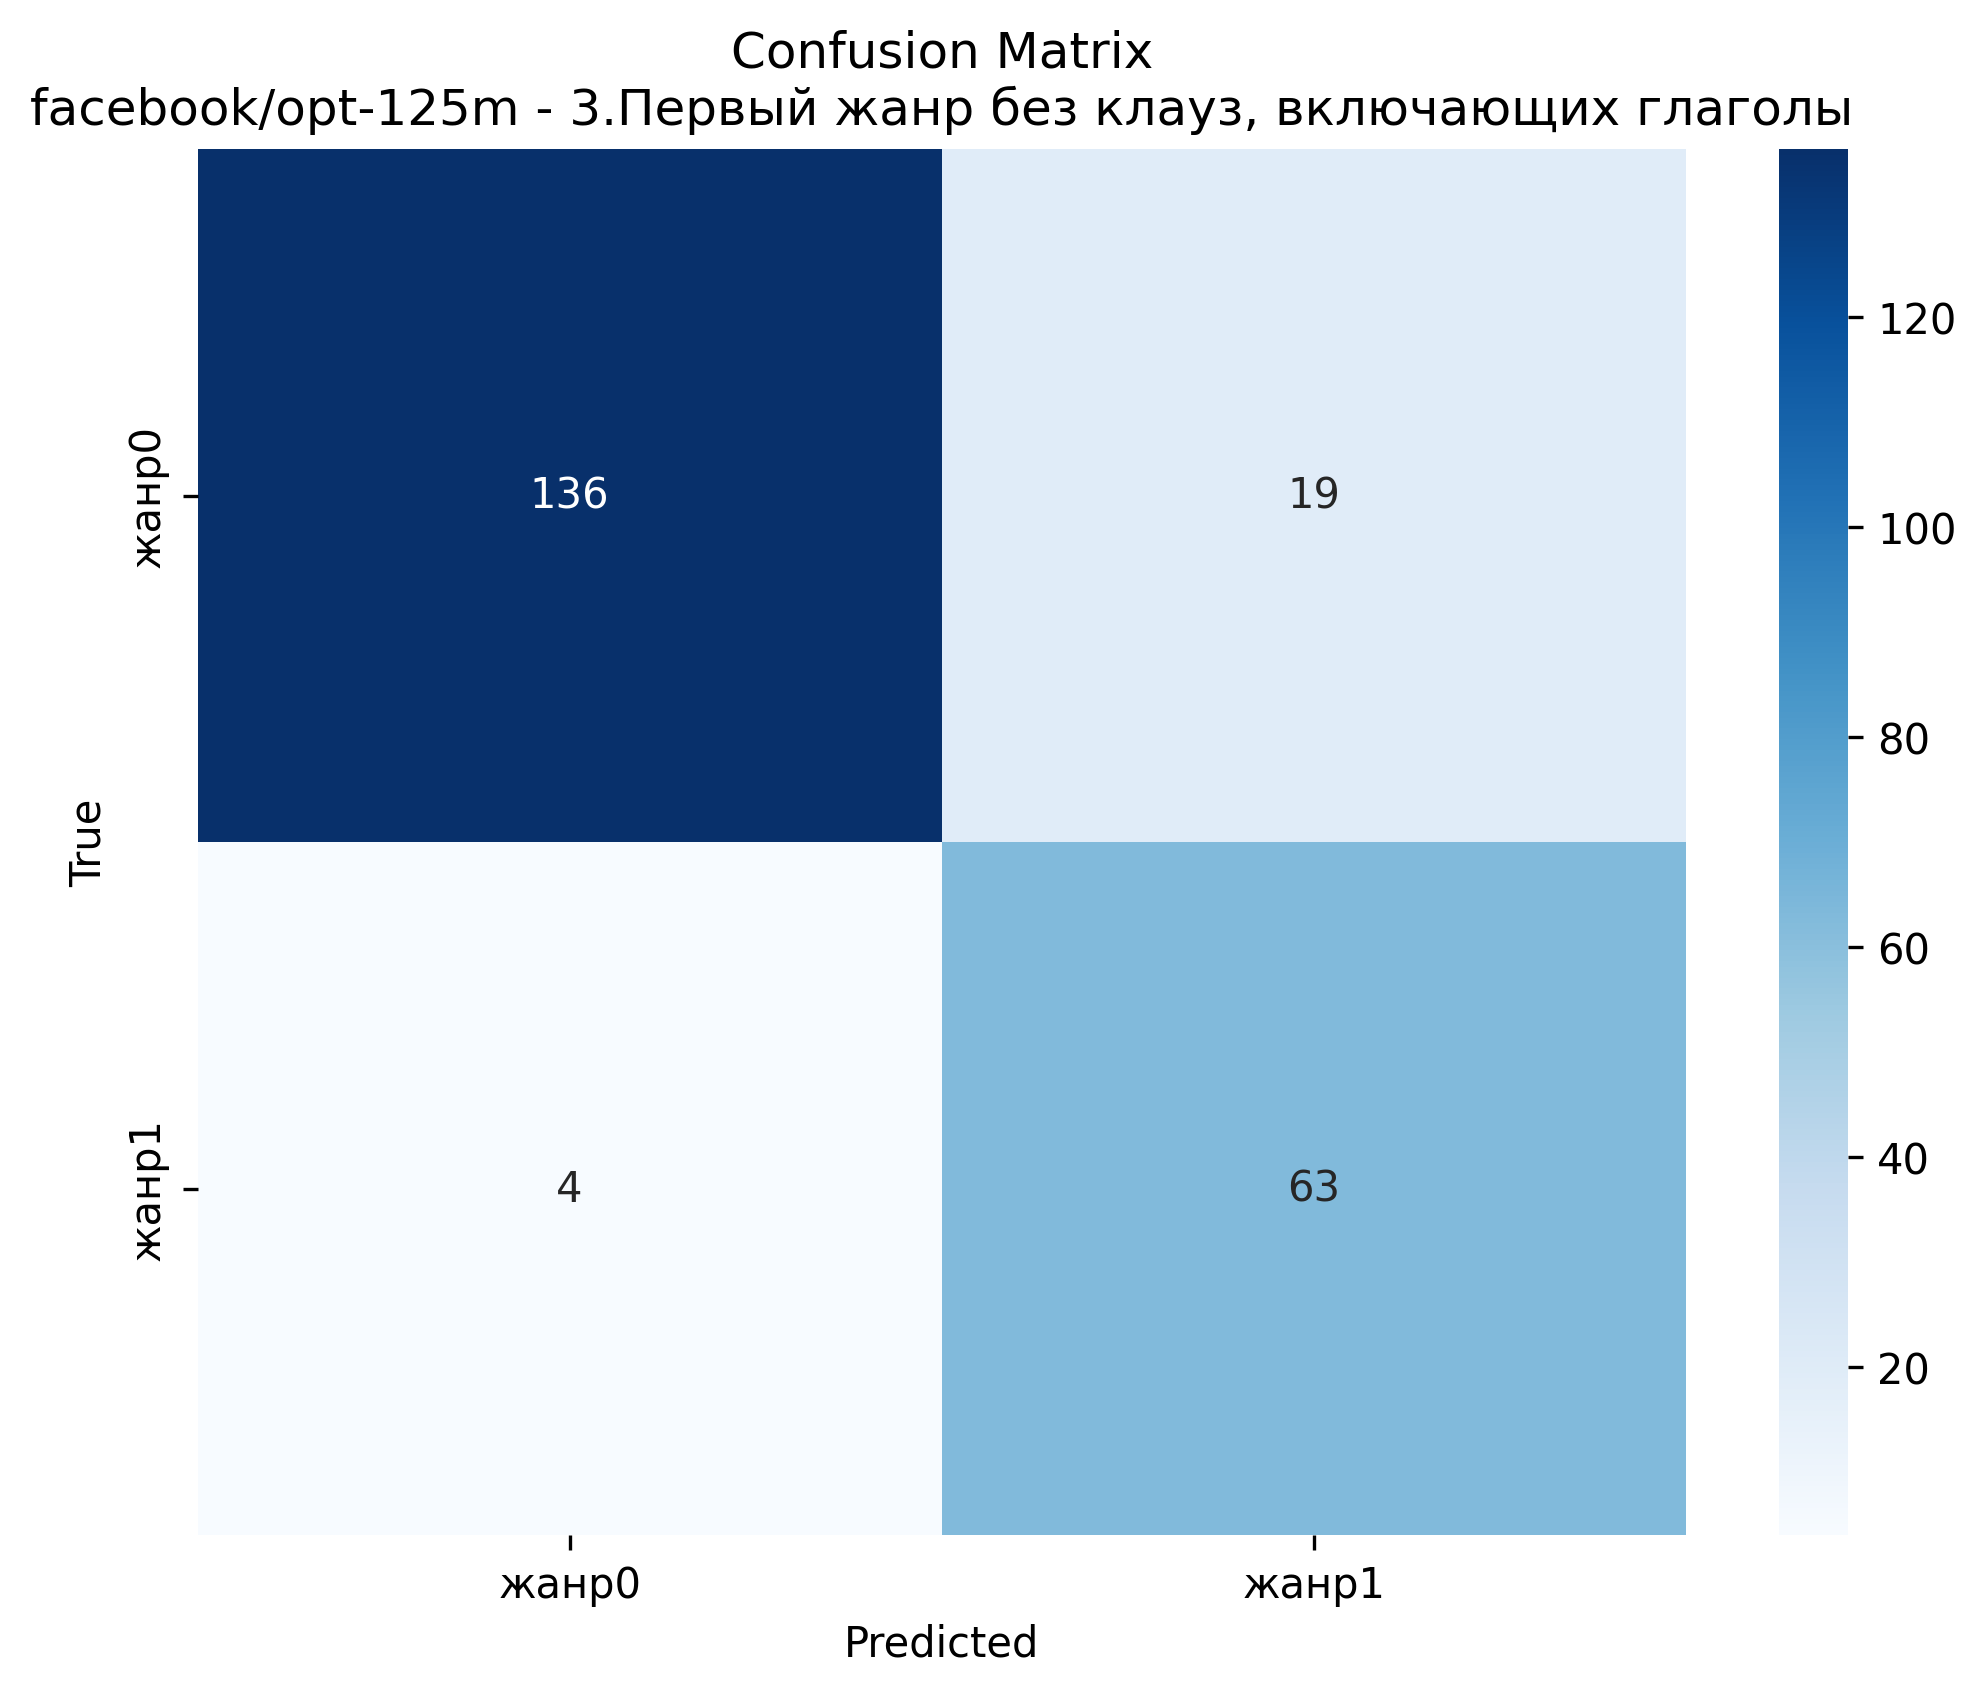 Confusion Matrix
facebook/opt-125m - 3.Первый жанр без клауз, включающих глаголы
136
19
4
63
жанр0
жанр1
True
жанр0
жанр1
Predicted
120
100
80
60
40
20